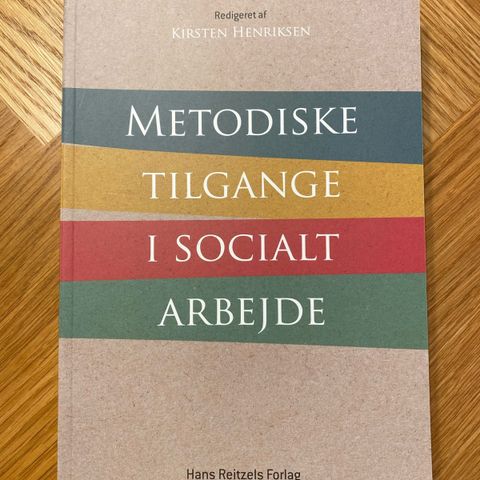 Redigeret af
Kirsten Henriksen
Metodiske
tilgange
i socialt
arbejde
Hans Reitzels Forlag